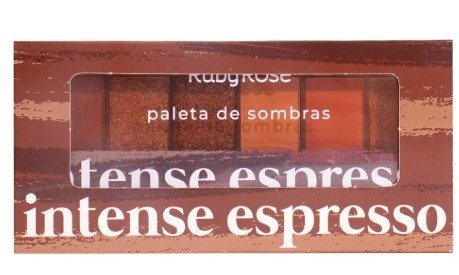 RubyRose
paleta de sombras
tense espres
intense espresso